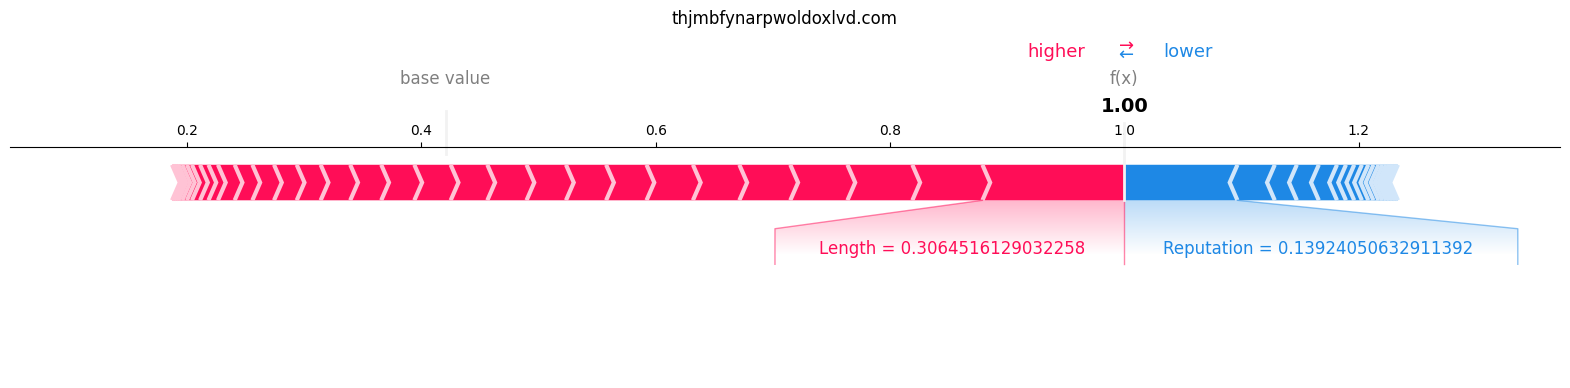 thjmbfynarpwoldoxlvd.com
higher → ← lower
base value f(x)
1.00
0.2 0.4 0.6 0.8 1.0 1.2
Length = 0.3064516129032258 Reputation = 0.13924050632911392